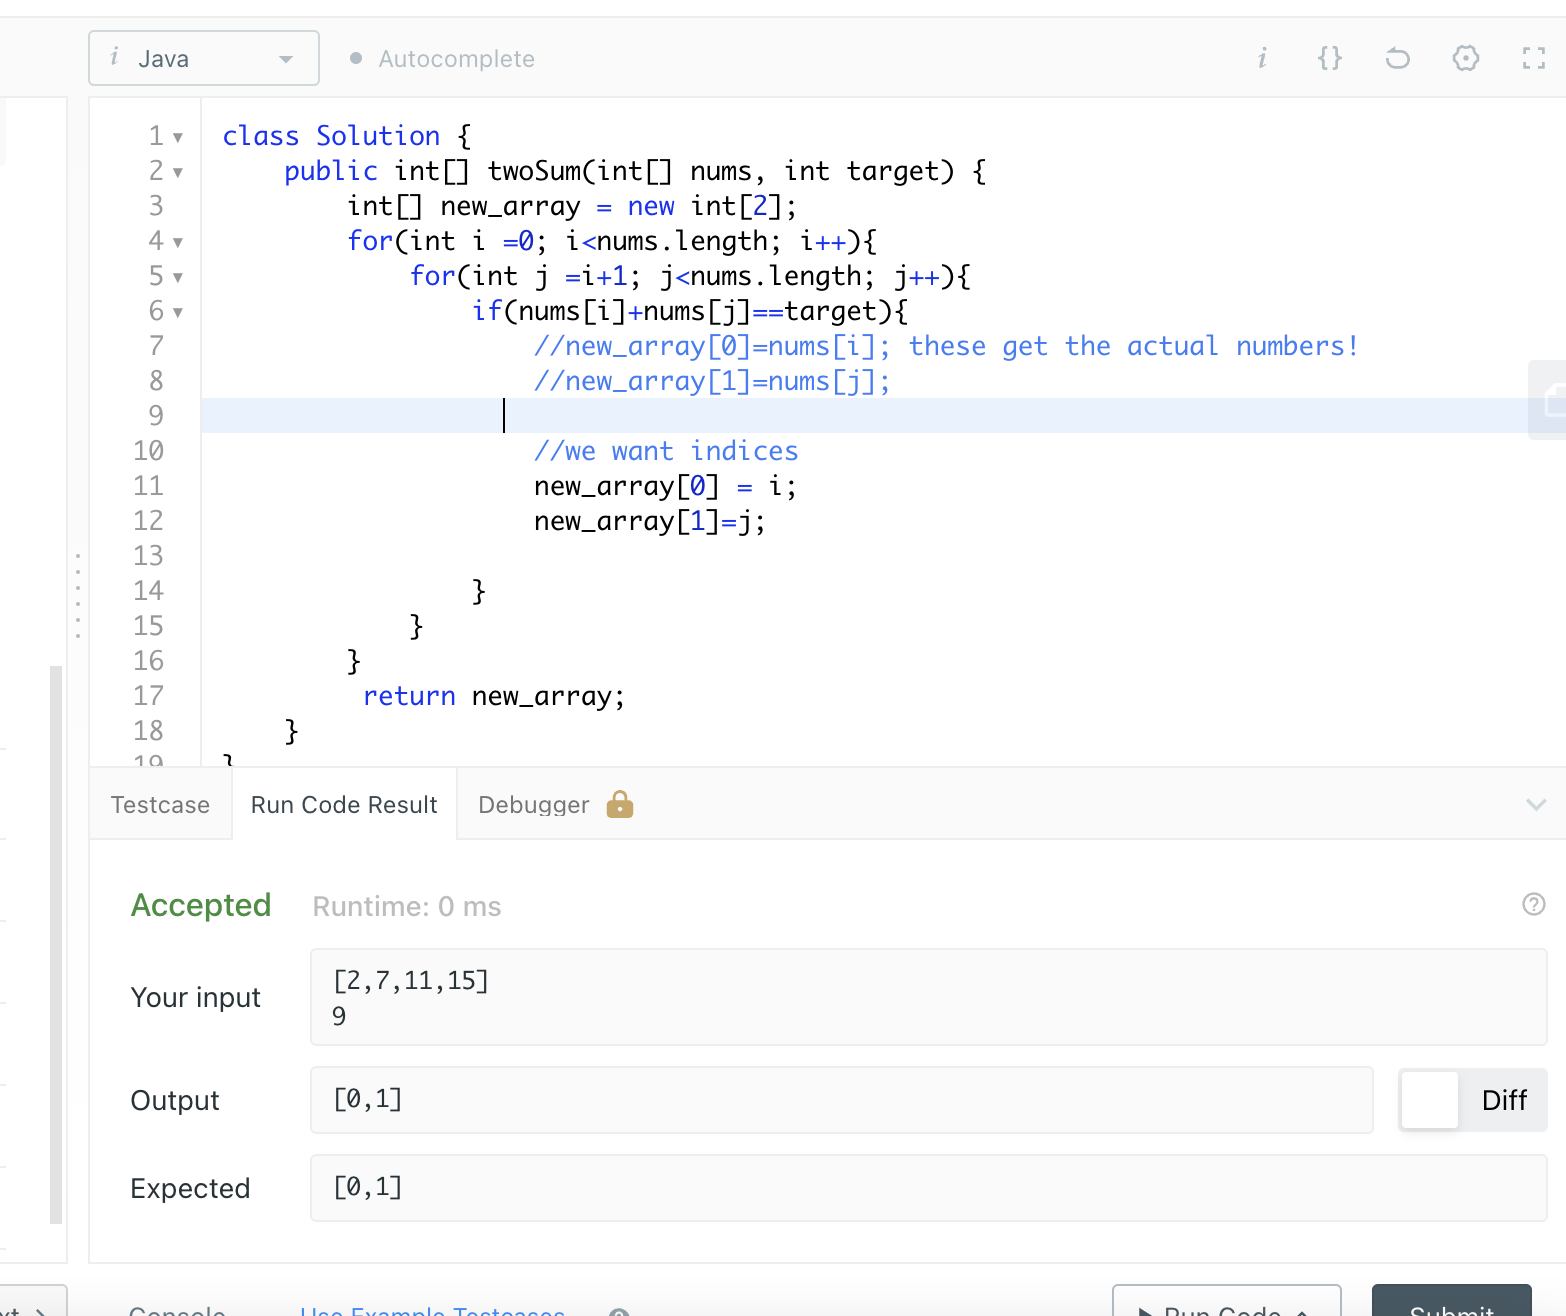 i Java
Autocomplete
i {}
1 class Solution {
2 public int[] twoSum(int[] nums, int target) {
3 int[] new_array = new int[2];
4 for(int i =0; i<nums.length; i++){
5 for(int j =i+1; j<nums.length; j++){
6 if(nums[i]+nums[j]==target){
7 //new_array[0]=nums[i]; these get the actual numbers!
8 //new_array[1]=nums[j];
9
10 //we want indices
11 new_array[0] = i;
12 new_array[1]=j;
13
14 }
15 }
16 }
17 return new_array;
18 }
19 }
Testcase Run Code Result Debugger
Accepted Runtime: 0 ms
Your input
[2,7,11,15]
9
Output
[0,1]
Diff
Expected
[0,1]
Console Use Example Testcases Run Code Submit